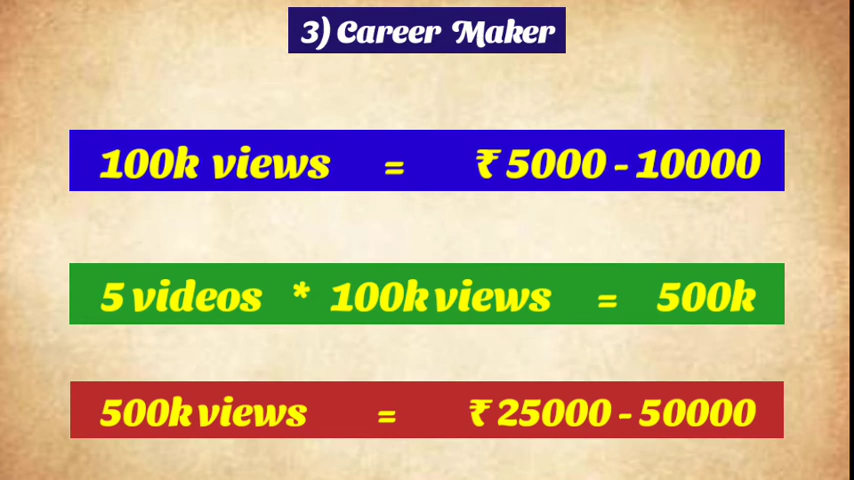 3) Career Maker
100k views = ₹ 5000 - 10000
5 videos * 100k views = 500k
500k views = ₹ 25000 - 50000